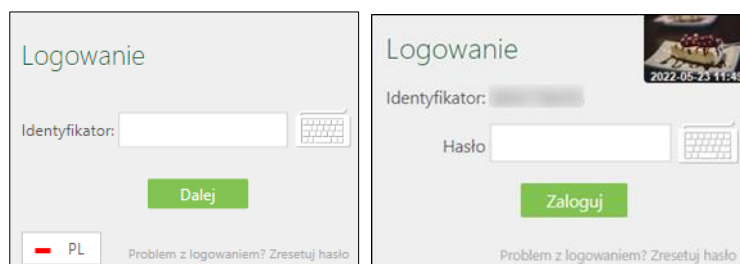 Logowanie
Identyfikator:
Dalej
PL
Problem z logowaniem? Zresetuj hasło
Logowanie
2022-05-23 11:45
Identyfikator:
Hasło
Zaloguj
Problem z logowaniem? Zresetuj hasło